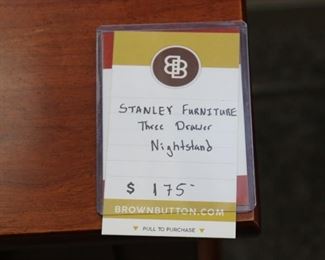 BB
STANLEY FURNITURE
Three Drawer
Nightstand
$ 175-
BROWNBUTTON.COM
PULL TO PURCHASE